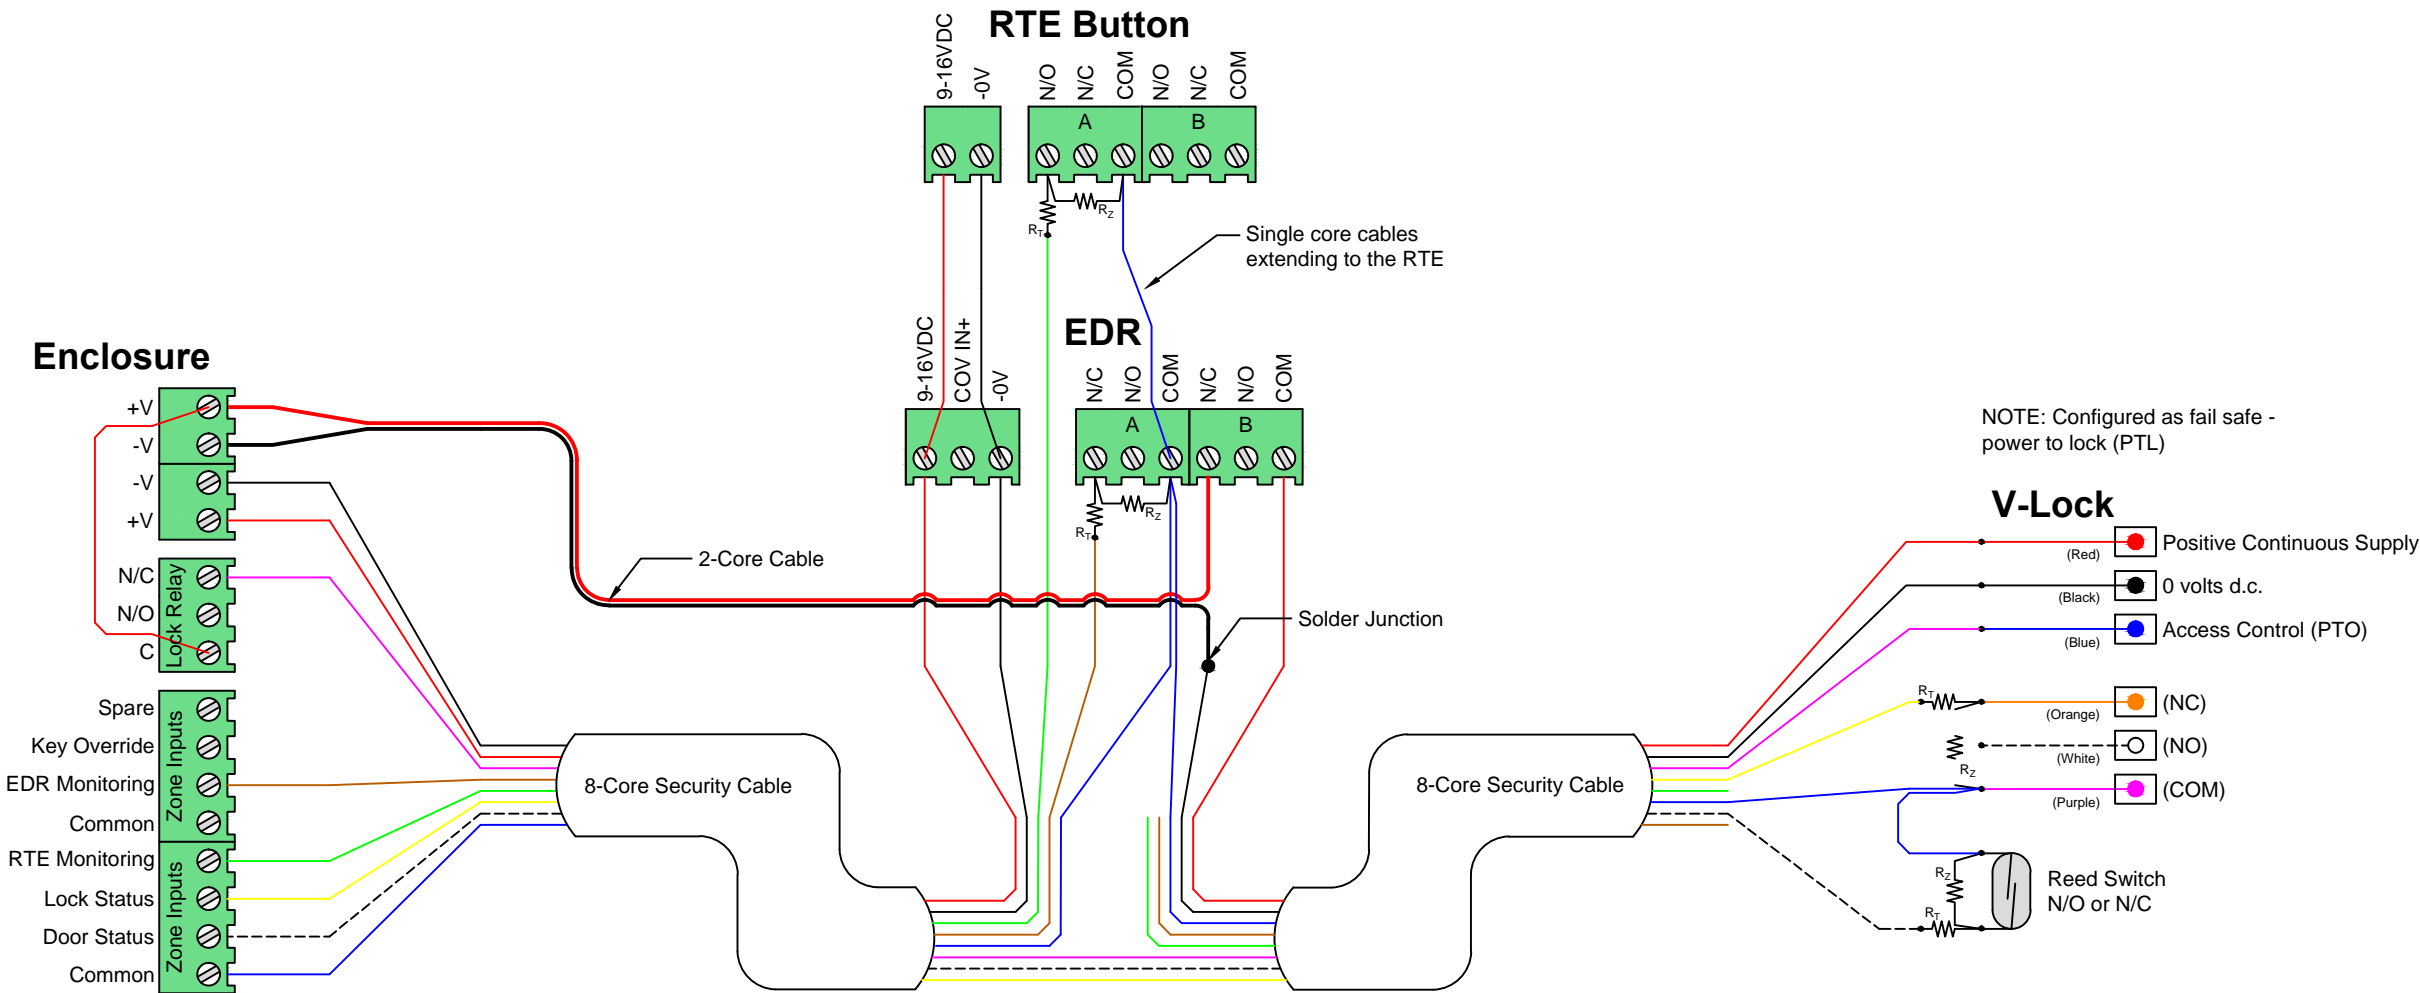 RTE Button
9-16VDC
-0V
N/O
N/C
COM
N/O
N/C
COM
A
B
RZ
RT
Single core cables
extending to the RTE
EDR
9-16VDC
COV IN+
-0V
N/C
N/O
COM
N/C
N/O
COM
A
B
RZ
RT
Enclosure
+V
-V
-V
+V
N/C
N/O
C
Lock Relay
Spare
Key Override
EDR Monitoring
Common
Zone Inputs
RTE Monitoring
Lock Status
Door Status
Common
Zone Inputs
2-Core Cable
Solder Junction
8-Core Security Cable
8-Core Security Cable
NOTE: Configured as fail safe -
power to lock (PTL)
V-Lock
(Red)
Positive Continuous Supply
(Black)
0 volts d.c.
(Blue)
Access Control (PTO)
RT
(Orange)
(NC)
(White)
(NO)
RZ
(Purple)
(COM)
RZ
RT
Reed Switch
N/O or N/C